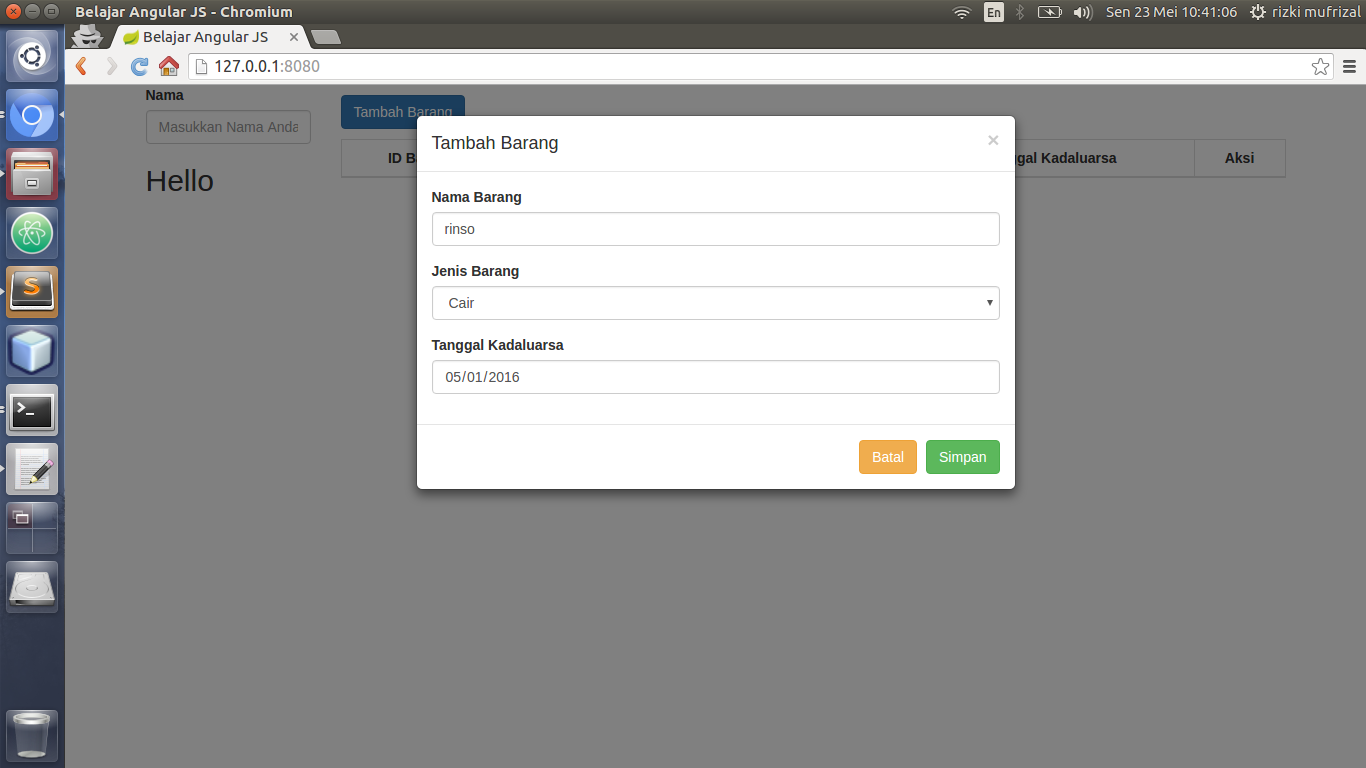 Belajar Angular JS - Chromium
En
Sen 23 Mei 10:41:06
rizki mufrizal
Belajar Angular JS
127.0.0.1:8080
Nama
Masukkan Nama Anda
Hello
Tambah Barang
ID B
gal Kadaluarsa
Aksi
Tambah Barang
×
Nama Barang
rinso
Jenis Barang
Cair
Tanggal Kadaluarsa
05/01/2016
Batal
Simpan